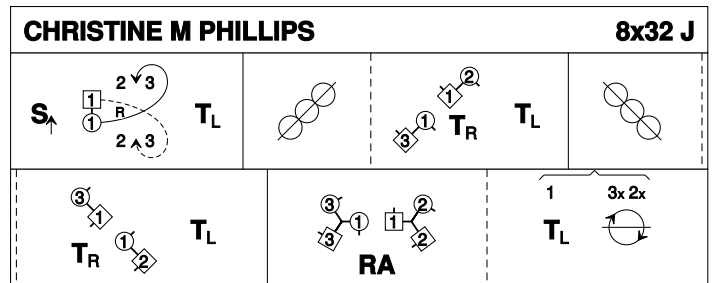 CHRISTINE M PHILLIPS 8x32 J
2 3
1
S R TL
1
2 3
2
1
1
3 TR TL
3
1
1
2
TR TL
3 1 1 2
3 2
RA
1 3x 2x
TL